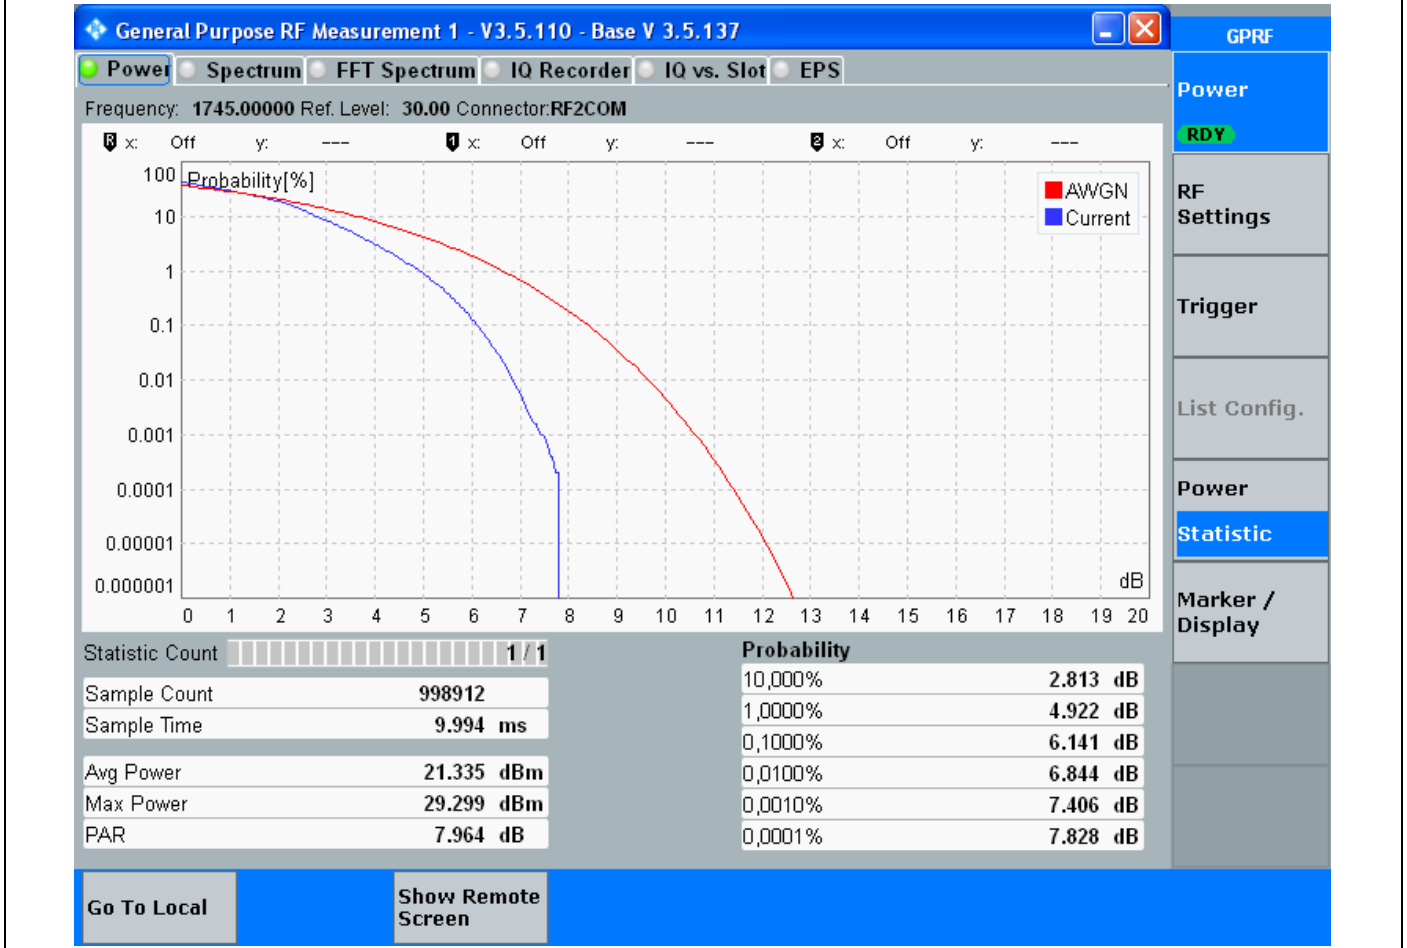 General Purpose RF Measurement 1 - V3.5.110 - Base V 3.5.137
GPRF
Power Spectrum FFT Spectrum IQ Recorder IQ vs. Slot EPS
Frequency: 1745.00000 Ref. Level: 30.00 Connector:RF2COM
R x: Off y: --- 1 x: Off y: --- 2 x: Off y: ---
Probability[%]
100
10
1
0.1
0.01
0.001
0.0001
0.00001
0.000001
AWGN
Current
dB
0 1 2 3 4 5 6 7 8 9 10 11 12 13 14 15 16 17 18 19 20
Statistic Count 1 / 1
Sample Count 998912
Sample Time 9.994 ms
Avg Power 21.335 dBm
Max Power 29.299 dBm
PAR 7.964 dB
Probability
10,000% 2.813 dB
1,0000% 4.922 dB
0,1000% 6.141 dB
0,0100% 6.844 dB
0,0010% 7.406 dB
0,0001% 7.828 dB
Power
RDY
RF
Settings
Trigger
List Config.
Power
Statistic
Marker /
Display
Go To Local
Show Remote
Screen